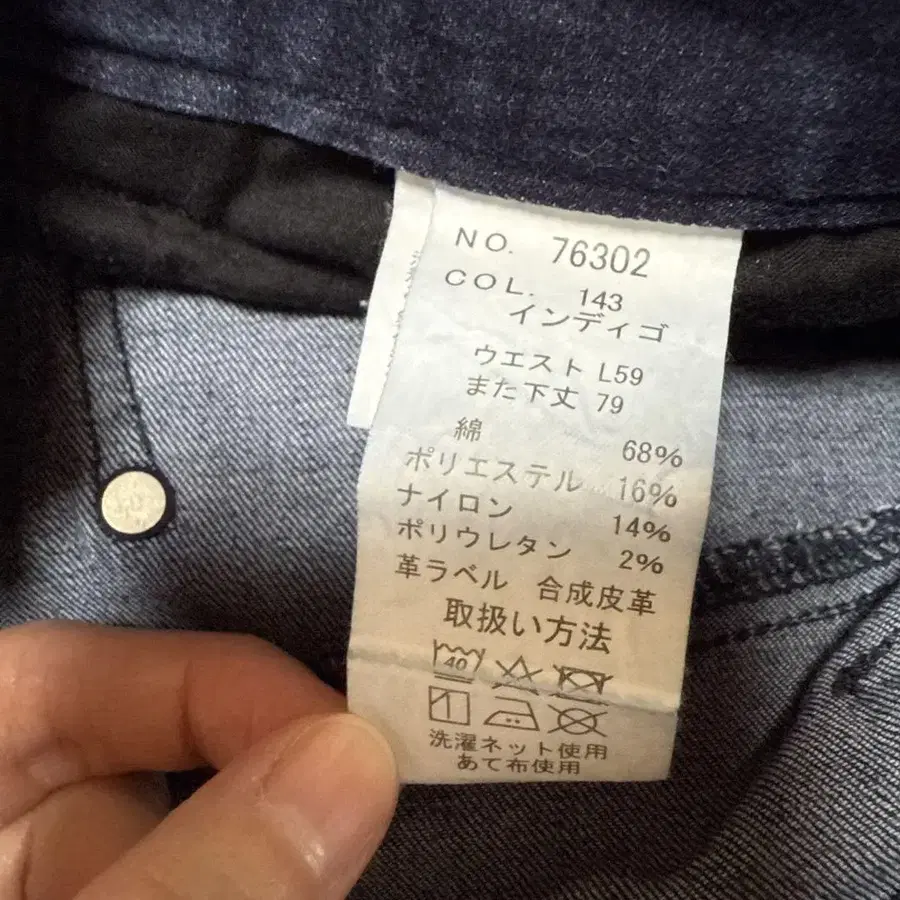 NO. 76302
COL. 143
インディゴ
ウエスト L59
また下丈 79
綿 68%
ポリエステル 16%
ナイロン 14%
ポリウレタン 2%
革ラベル 合成皮革
取扱い方法
40
洗濯ネット使用
あて布使用